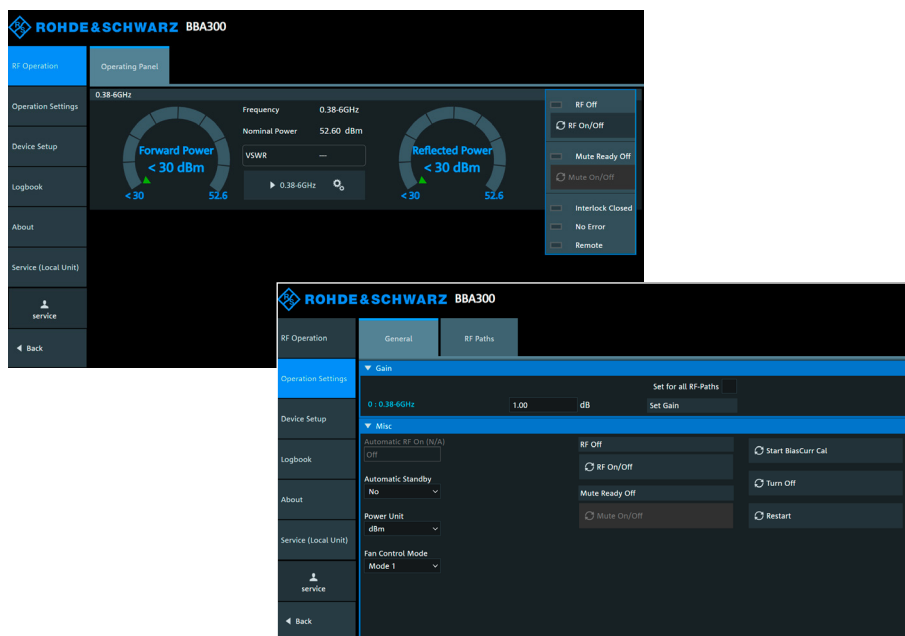 ROHDE & SCHWARZ BBA300
RF Operation
Operating Panel
Operation Settings
Device Setup
Logbook
About
Service (Local Unit)
service
Back
0.38-6GHz
Forward Power
< 30 dBm
< 30
52.6
Frequency 0.38-6GHz
Nominal Power 52.60 dBm
VSWR —
0.38-6GHz
Reflected Power
< 30 dBm
< 30
52.6
RF Off
RF On/Off
Mute Ready Off
Mute On/Off
Interlock Closed
No Error
Remote
ROHDE & SCHWARZ BBA300
RF Operation
Operation Settings
Device Setup
Logbook
About
Service (Local Unit)
service
Back
General
RF Paths
Gain
Set for all RF-Paths
0 : 0.38-6GHz 1.00 dB Set Gain
Misc
Automatic RF On (N/A)
Off
Automatic Standby
No
Power Unit
dBm
Fan Control Mode
Mode 1
RF Off
RF On/Off
Mute Ready Off
Mute On/Off
Start BiasCurr Cal
Turn Off
Restart